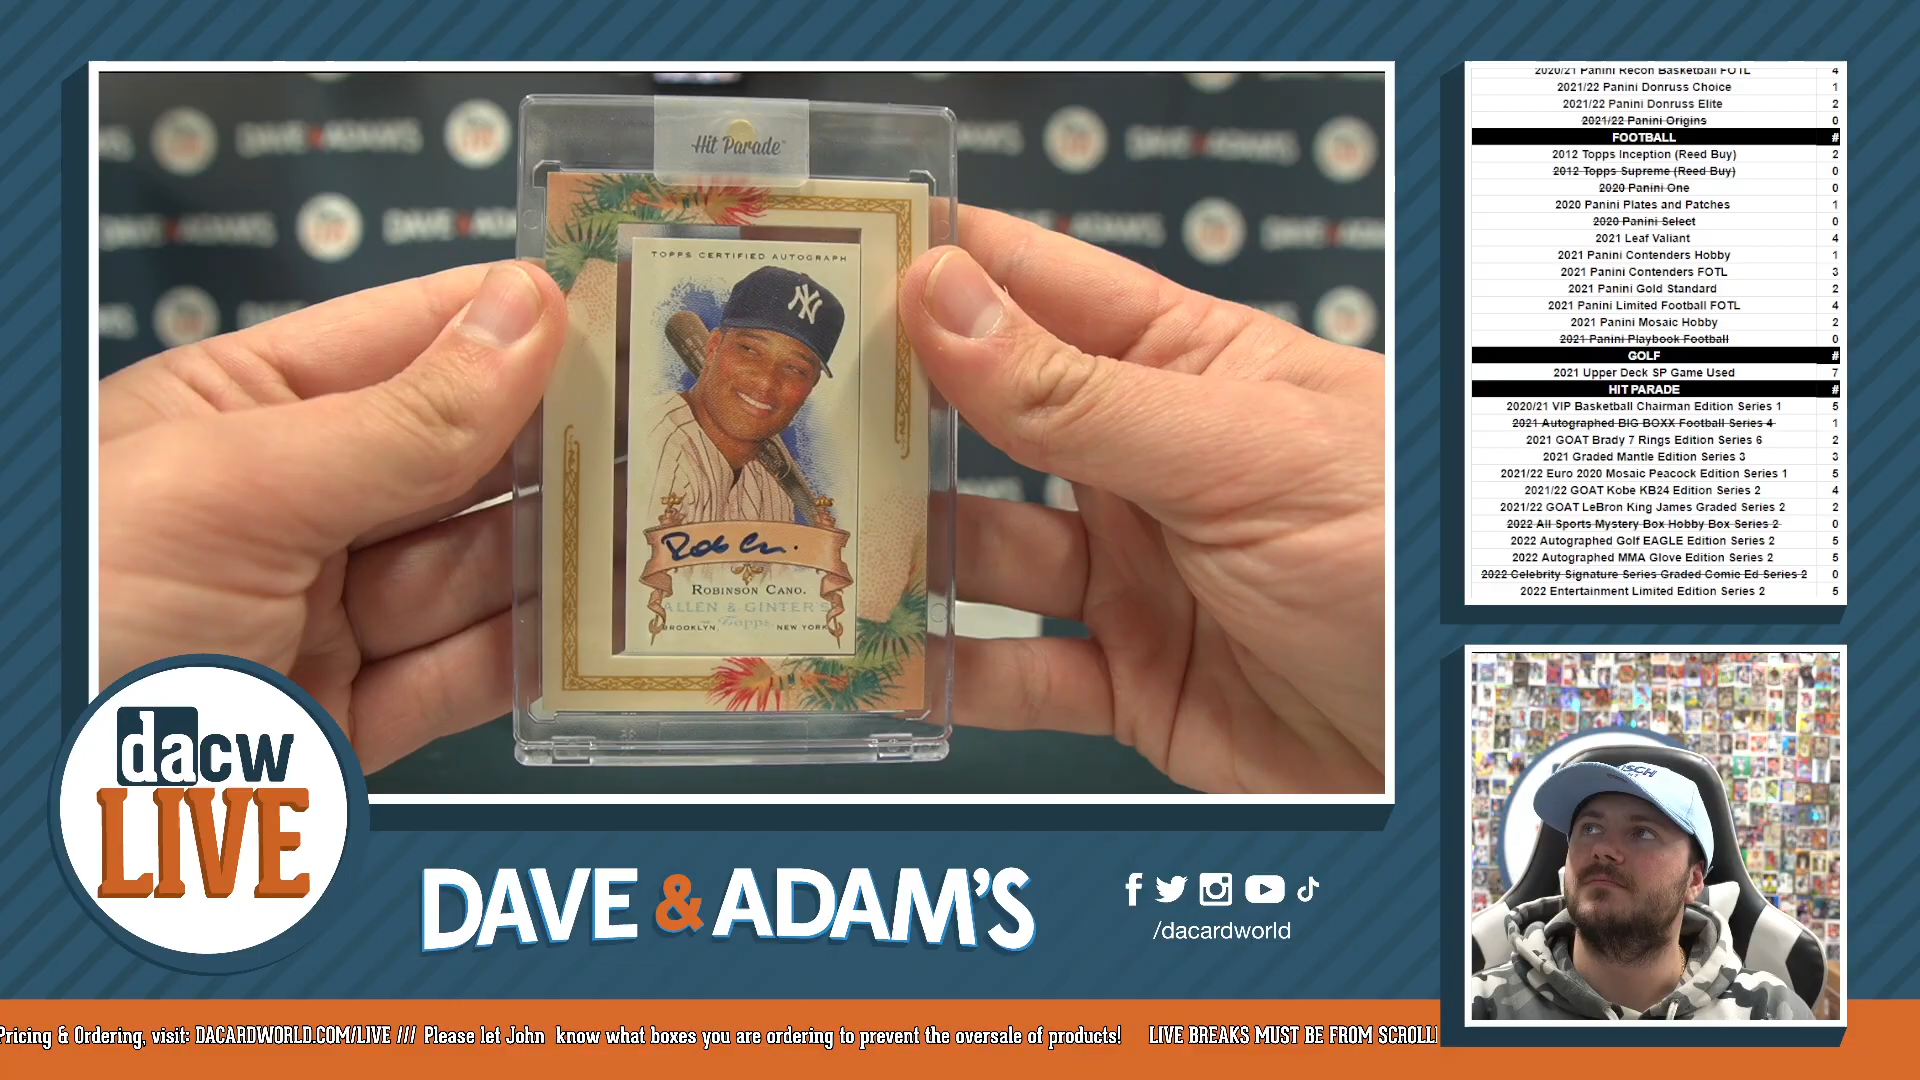 Hit Parade
TOPPS CERTIFIED AUTOGRAPH
NY
Rob Cn.
ROBINSON CANO.
ALLEN & GINTER'S
Topps
BROOKLYN, NEW YORK
DAVE & ADAM'S
dacw
LIVE
DAVE & ADAM'S
/dacardworld
2020/21 Panini Recon Basketball FOTL 4
2021/22 Panini Donruss Choice 1
2021/22 Panini Donruss Elite 2
2021/22 Panini Origins 0
FOOTBALL #
2012 Topps Inception (Reed Buy) 2
2012 Topps Supreme (Reed Buy) 0
2020 Panini One 0
2020 Panini Plates and Patches 1
2020 Panini Select 0
2021 Leaf Valiant 4
2021 Panini Contenders Hobby 1
2021 Panini Contenders FOTL 3
2021 Panini Gold Standard 2
2021 Panini Limited Football FOTL 4
2021 Panini Mosaic Hobby 2
2021 Panini Playbook Football 0
GOLF #
2021 Upper Deck SP Game Used 7
HIT PARADE #
2020/21 VIP Basketball Chairman Edition Series 1 5
2021 Autographed BIG BOXX Football Series 4 1
2021 GOAT Brady 7 Rings Edition Series 6 2
2021 Graded Mantle Edition Series 3 3
2021/22 Euro 2020 Mosaic Peacock Edition Series 1 5
2021/22 GOAT Kobe KB24 Edition Series 2 4
2021/22 GOAT LeBron King James Graded Series 2 2
2022 All Sports Mystery Box Hobby Box Series 2 0
2022 Autographed Golf EAGLE Edition Series 2 5
2022 Autographed MMA Glove Edition Series 2 5
2022 Celebrity Signature Series Graded Comic Ed Series 2 0
2022 Entertainment Limited Edition Series 2 5
Pricing & Ordering, visit: DACARDWORLD.COM/LIVE /// Please let John know what boxes you are ordering to prevent the oversale of products! LIVE BREAKS MUST BE FROM SCROLL